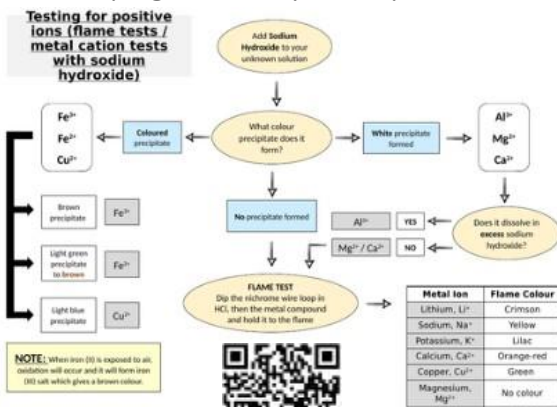 Testing for positive
ions (flame tests /
metal cation tests
with sodium
hydroxide)
Add Sodium
Hydroxide to your
unknown solution
Fe³⁺
Fe²⁺
Cu²⁺
Coloured
precipitate
What colour
precipitate does it
form?
White precipitate
formed
Al³⁺
Mg²⁺
Ca²⁺
Brown
precipitate
Fe³⁺
No precipitate formed
Al³⁺
YES
Mg²⁺ / Ca²⁺
NO
Does it dissolve in
excess sodium
hydroxide?
Light green
precipitate
to brown
Light blue
precipitate
Cu²⁺
FLAME TEST
Dip the nichrome wire loop in
HCl, then the metal compound
and hold it to the flame
Metal Ion Flame Colour
Lithium, Li⁺ Crimson
Sodium, Na⁺ Yellow
Potassium, K⁺ Lilac
Calcium, Ca²⁺ Orange-red
Copper, Cu²⁺ Green
Magnesium,
Mg²⁺ No colour
NOTE: When iron (II) is exposed to air,
oxidation will occur and it will form iron
(III) salt which gives a brown colour.